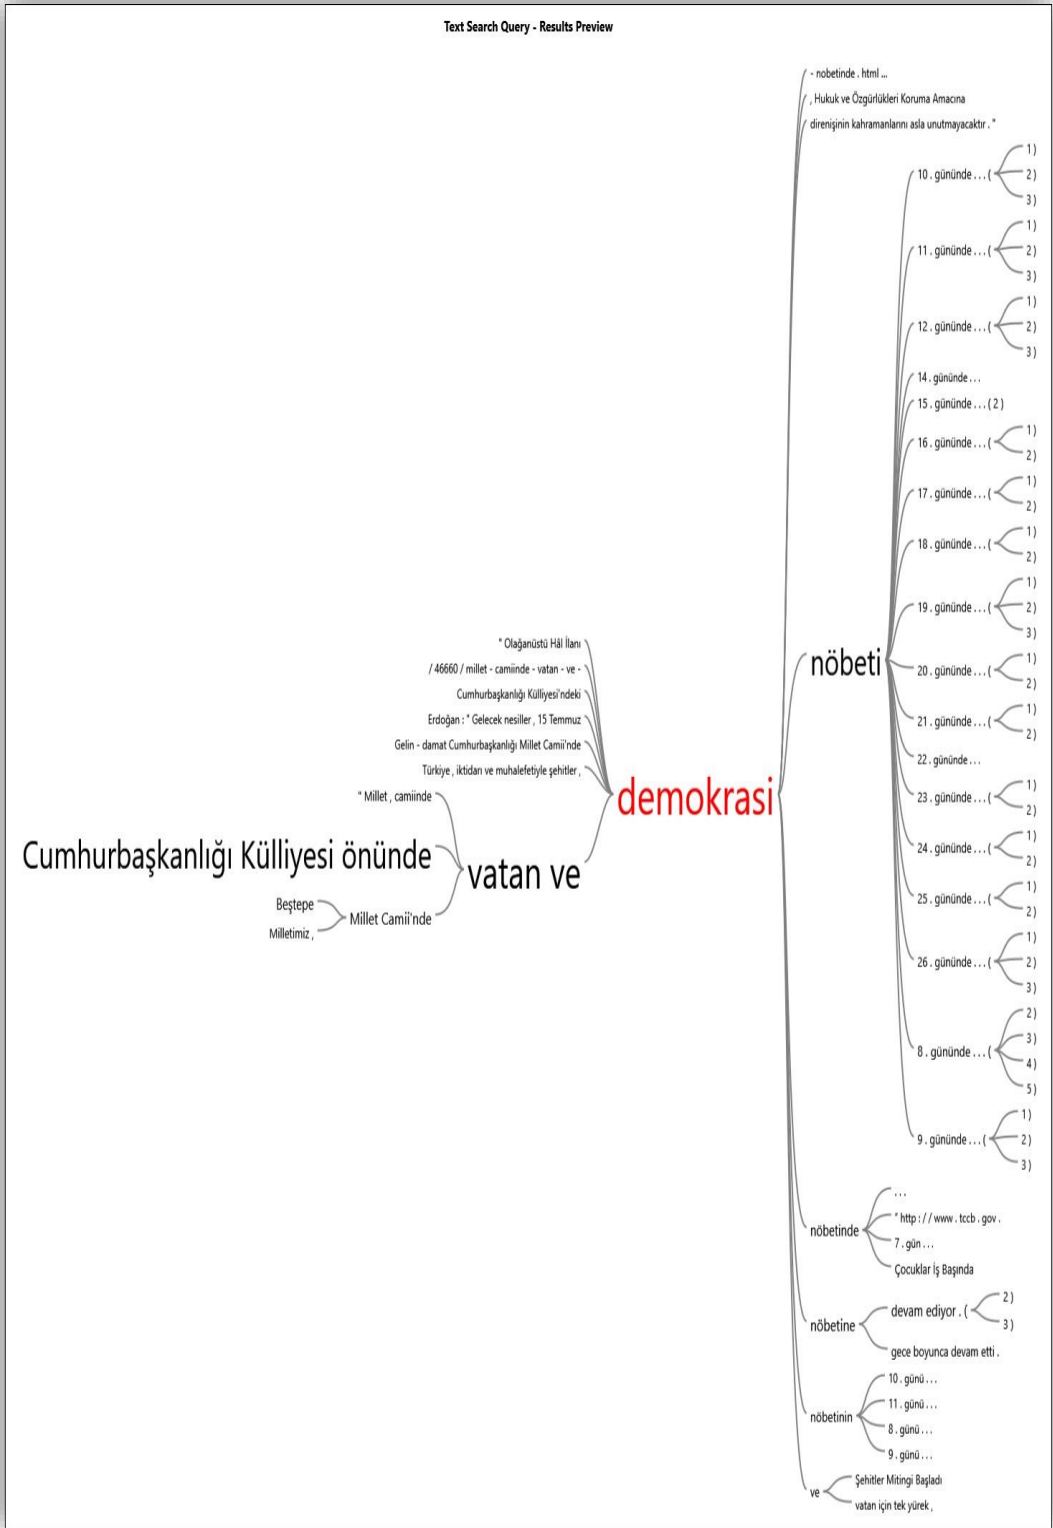 Text Search Query - Results Preview
" Olağanüstü Hâl İlanı
/ 46660 / millet - camiinde - vatan - ve -
Cumhurbaşkanlığı Külliyesi'ndeki
Erdoğan : " Gelecek nesiller , 15 Temmuz
Gelin - damat Cumhurbaşkanlığı Millet Camii'nde
Türkiye , iktidarı ve muhalefetiyle şehitler ,
" Millet , camiinde
Cumhurbaşkanlığı Külliyesi önünde
Beştepe
Milletimiz ,
Millet Camii'nde
vatan ve
demokrasi
- nobetinde . html ...
, Hukuk ve Özgürlükleri Koruma Amacına
direnişinin kahramanlarını asla unutmayacaktır . "
nöbeti
10 . gününde . . . (
1 )
2 )
3 )
11 . gününde . . . (
1 )
2 )
3 )
12 . gününde . . . (
1 )
2 )
3 )
14 . gününde . . .
15 . gününde . . . ( 2 )
16 . gününde . . . (
1 )
2 )
17 . gününde . . . (
1 )
2 )
18 . gününde . . . (
1 )
2 )
19 . gününde . . . (
1 )
2 )
3 )
20 . gününde . . . (
1 )
2 )
21 . gününde . . . (
1 )
2 )
22 . gününde . . .
23 . gününde . . . (
1 )
2 )
24 . gününde . . . (
1 )
2 )
25 . gününde . . . (
1 )
2 )
26 . gününde . . . (
1 )
2 )
3 )
8 . gününde . . . (
2 )
3 )
4 )
5 )
9 . gününde . . . (
1 )
2 )
3 )
nöbetinde
. . .
" http : / / www . tccb . gov .
7 . gün . . .
Çocuklar İş Başında
nöbetine
devam ediyor . (
2 )
3 )
gece boyunca devam etti .
nöbetinin
10 . günü . . .
11 . günü . . .
8 . günü . . .
9 . günü . . .
ve
Şehitler Mitingi Başladı
vatan için tek yürek ,